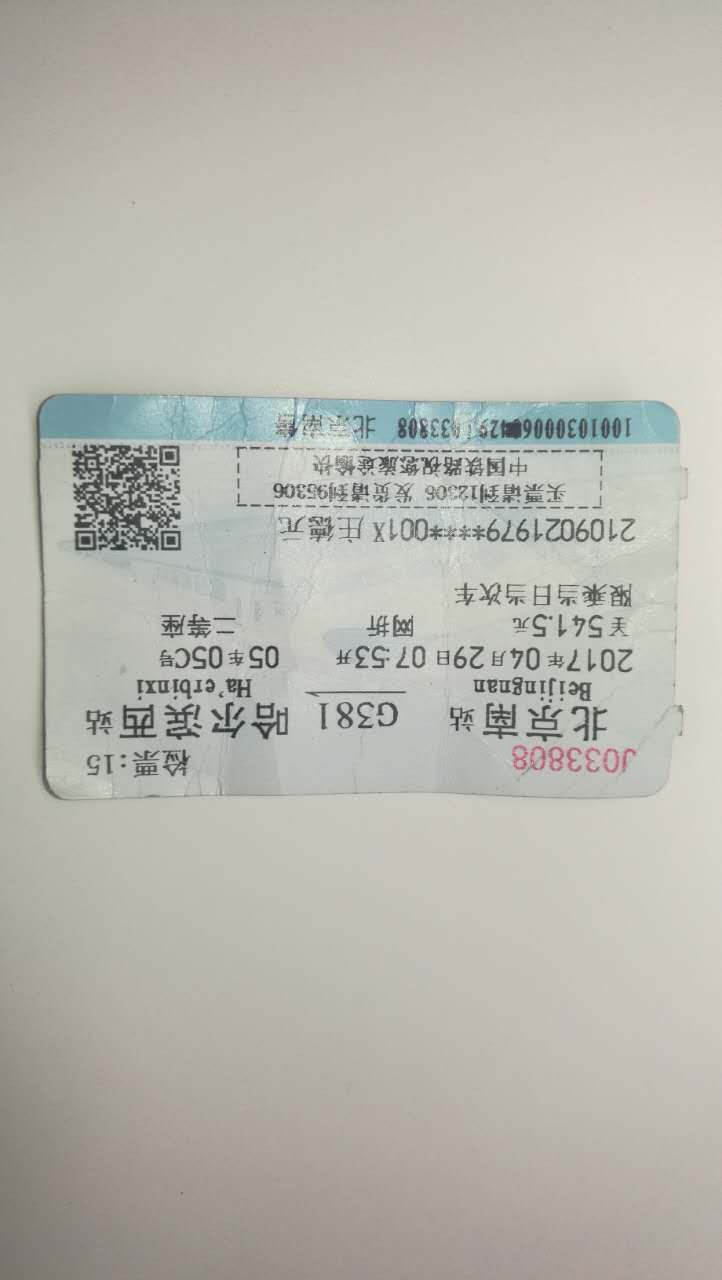 J033808 检票:15
北京南站 G381 哈尔滨西站
Beijingnan Ha'erbinxi
2017年04月29日 07:53开 05车05C号
￥541.5元 网折 二等座
限乘当日当次车
2109021979****001X 庄德元
买票请到12306 发货请到95306
中国铁路祝您旅途愉快
033808 北京南售